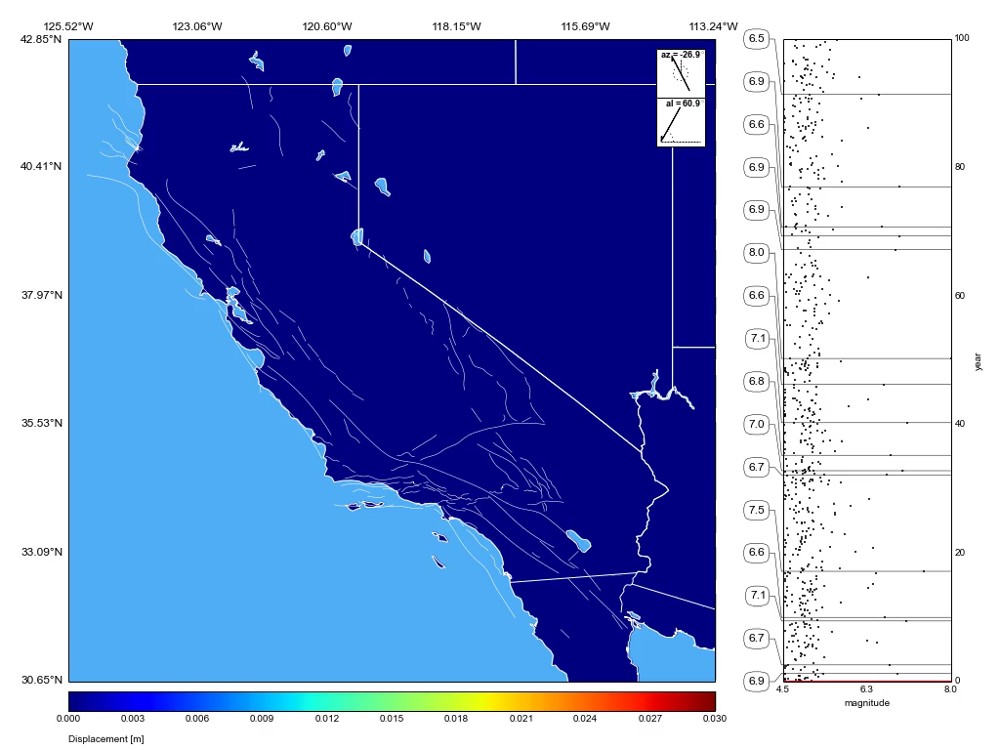 125.52°W 123.06°W 120.60°W 118.15°W 115.69°W 113.24°W
42.85°N
40.41°N
37.97°N
35.53°N
33.09°N
30.65°N
az = -26.9
al = 60.9
0.000 0.003 0.006 0.009 0.012 0.015 0.018 0.021 0.024 0.027 0.030
Displacement [m]
6.5
6.9
6.6
6.9
6.9
8.0
6.6
7.1
6.8
7.0
6.7
7.5
6.6
7.1
6.7
6.9
100
80
60
40
20
0
year
4.5 6.3 8.0
magnitude